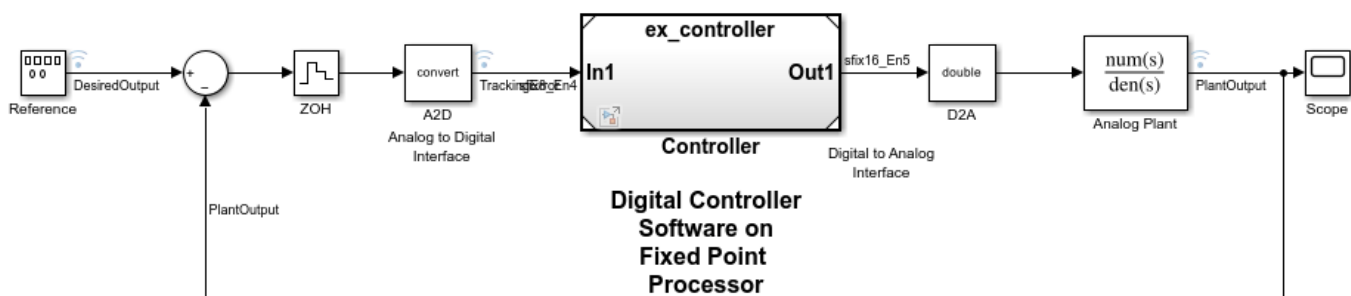 ex_controller
In1
Out1
Controller
Reference
DesiredOutput
+
−
ZOH
convert
A2D
Analog to Digital
Interface
sfix16_En5
double
D2A
Digital to Analog
Interface
num(s)
den(s)
Analog Plant
PlantOutput
Scope
PlantOutput
Digital Controller
Software on
Fixed Point
Processor